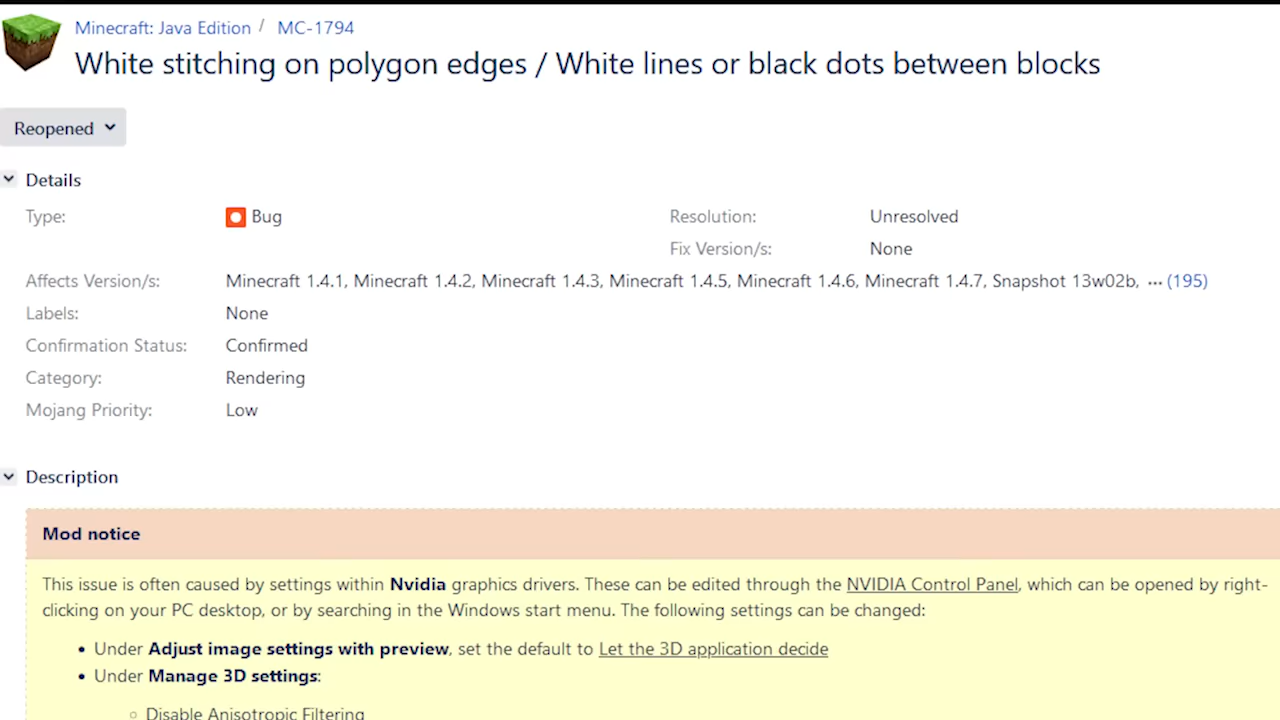 Minecraft: Java Edition / MC-1794
White stitching on polygon edges / White lines or black dots between blocks
Reopened
Details
Type: Bug Resolution: Unresolved
Fix Version/s: None
Affects Version/s: Minecraft 1.4.1, Minecraft 1.4.2, Minecraft 1.4.3, Minecraft 1.4.5, Minecraft 1.4.6, Minecraft 1.4.7, Snapshot 13w02b, ... (195)
Labels: None
Confirmation Status: Confirmed
Category: Rendering
Mojang Priority: Low
Description
Mod notice
This issue is often caused by settings within Nvidia graphics drivers. These can be edited through the NVIDIA Control Panel, which can be opened by right-
clicking on your PC desktop, or by searching in the Windows start menu. The following settings can be changed:
• Under Adjust image settings with preview, set the default to Let the 3D application decide
• Under Manage 3D settings:
○ Disable Anisotropic Filtering